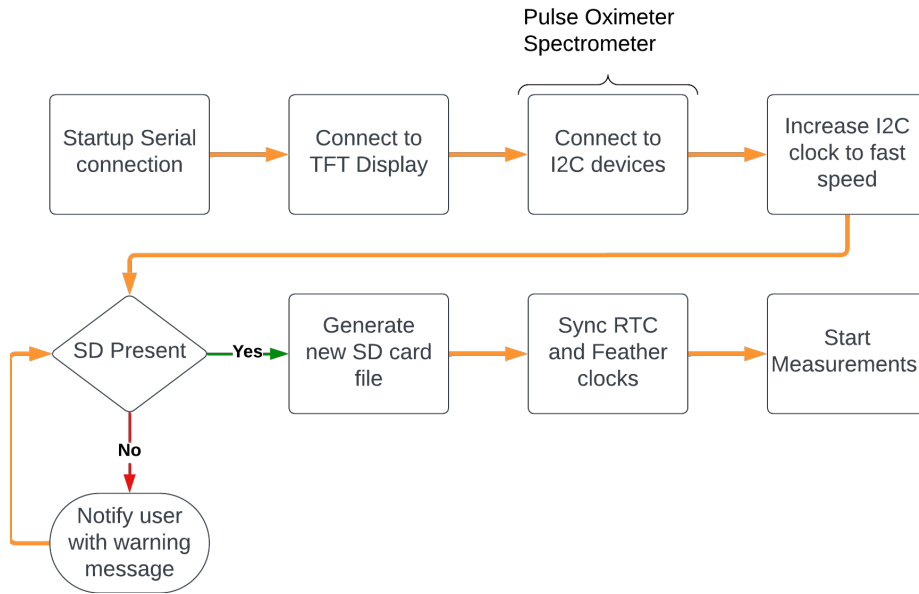 Pulse Oximeter
Spectrometer
Startup Serial
connection
Connect to
TFT Display
Connect to
I2C devices
Increase I2C
clock to fast
speed
SD Present
Yes
Generate
new SD card
file
Sync RTC
and Feather
clocks
Start
Measurements
No
Notify user
with warning
message